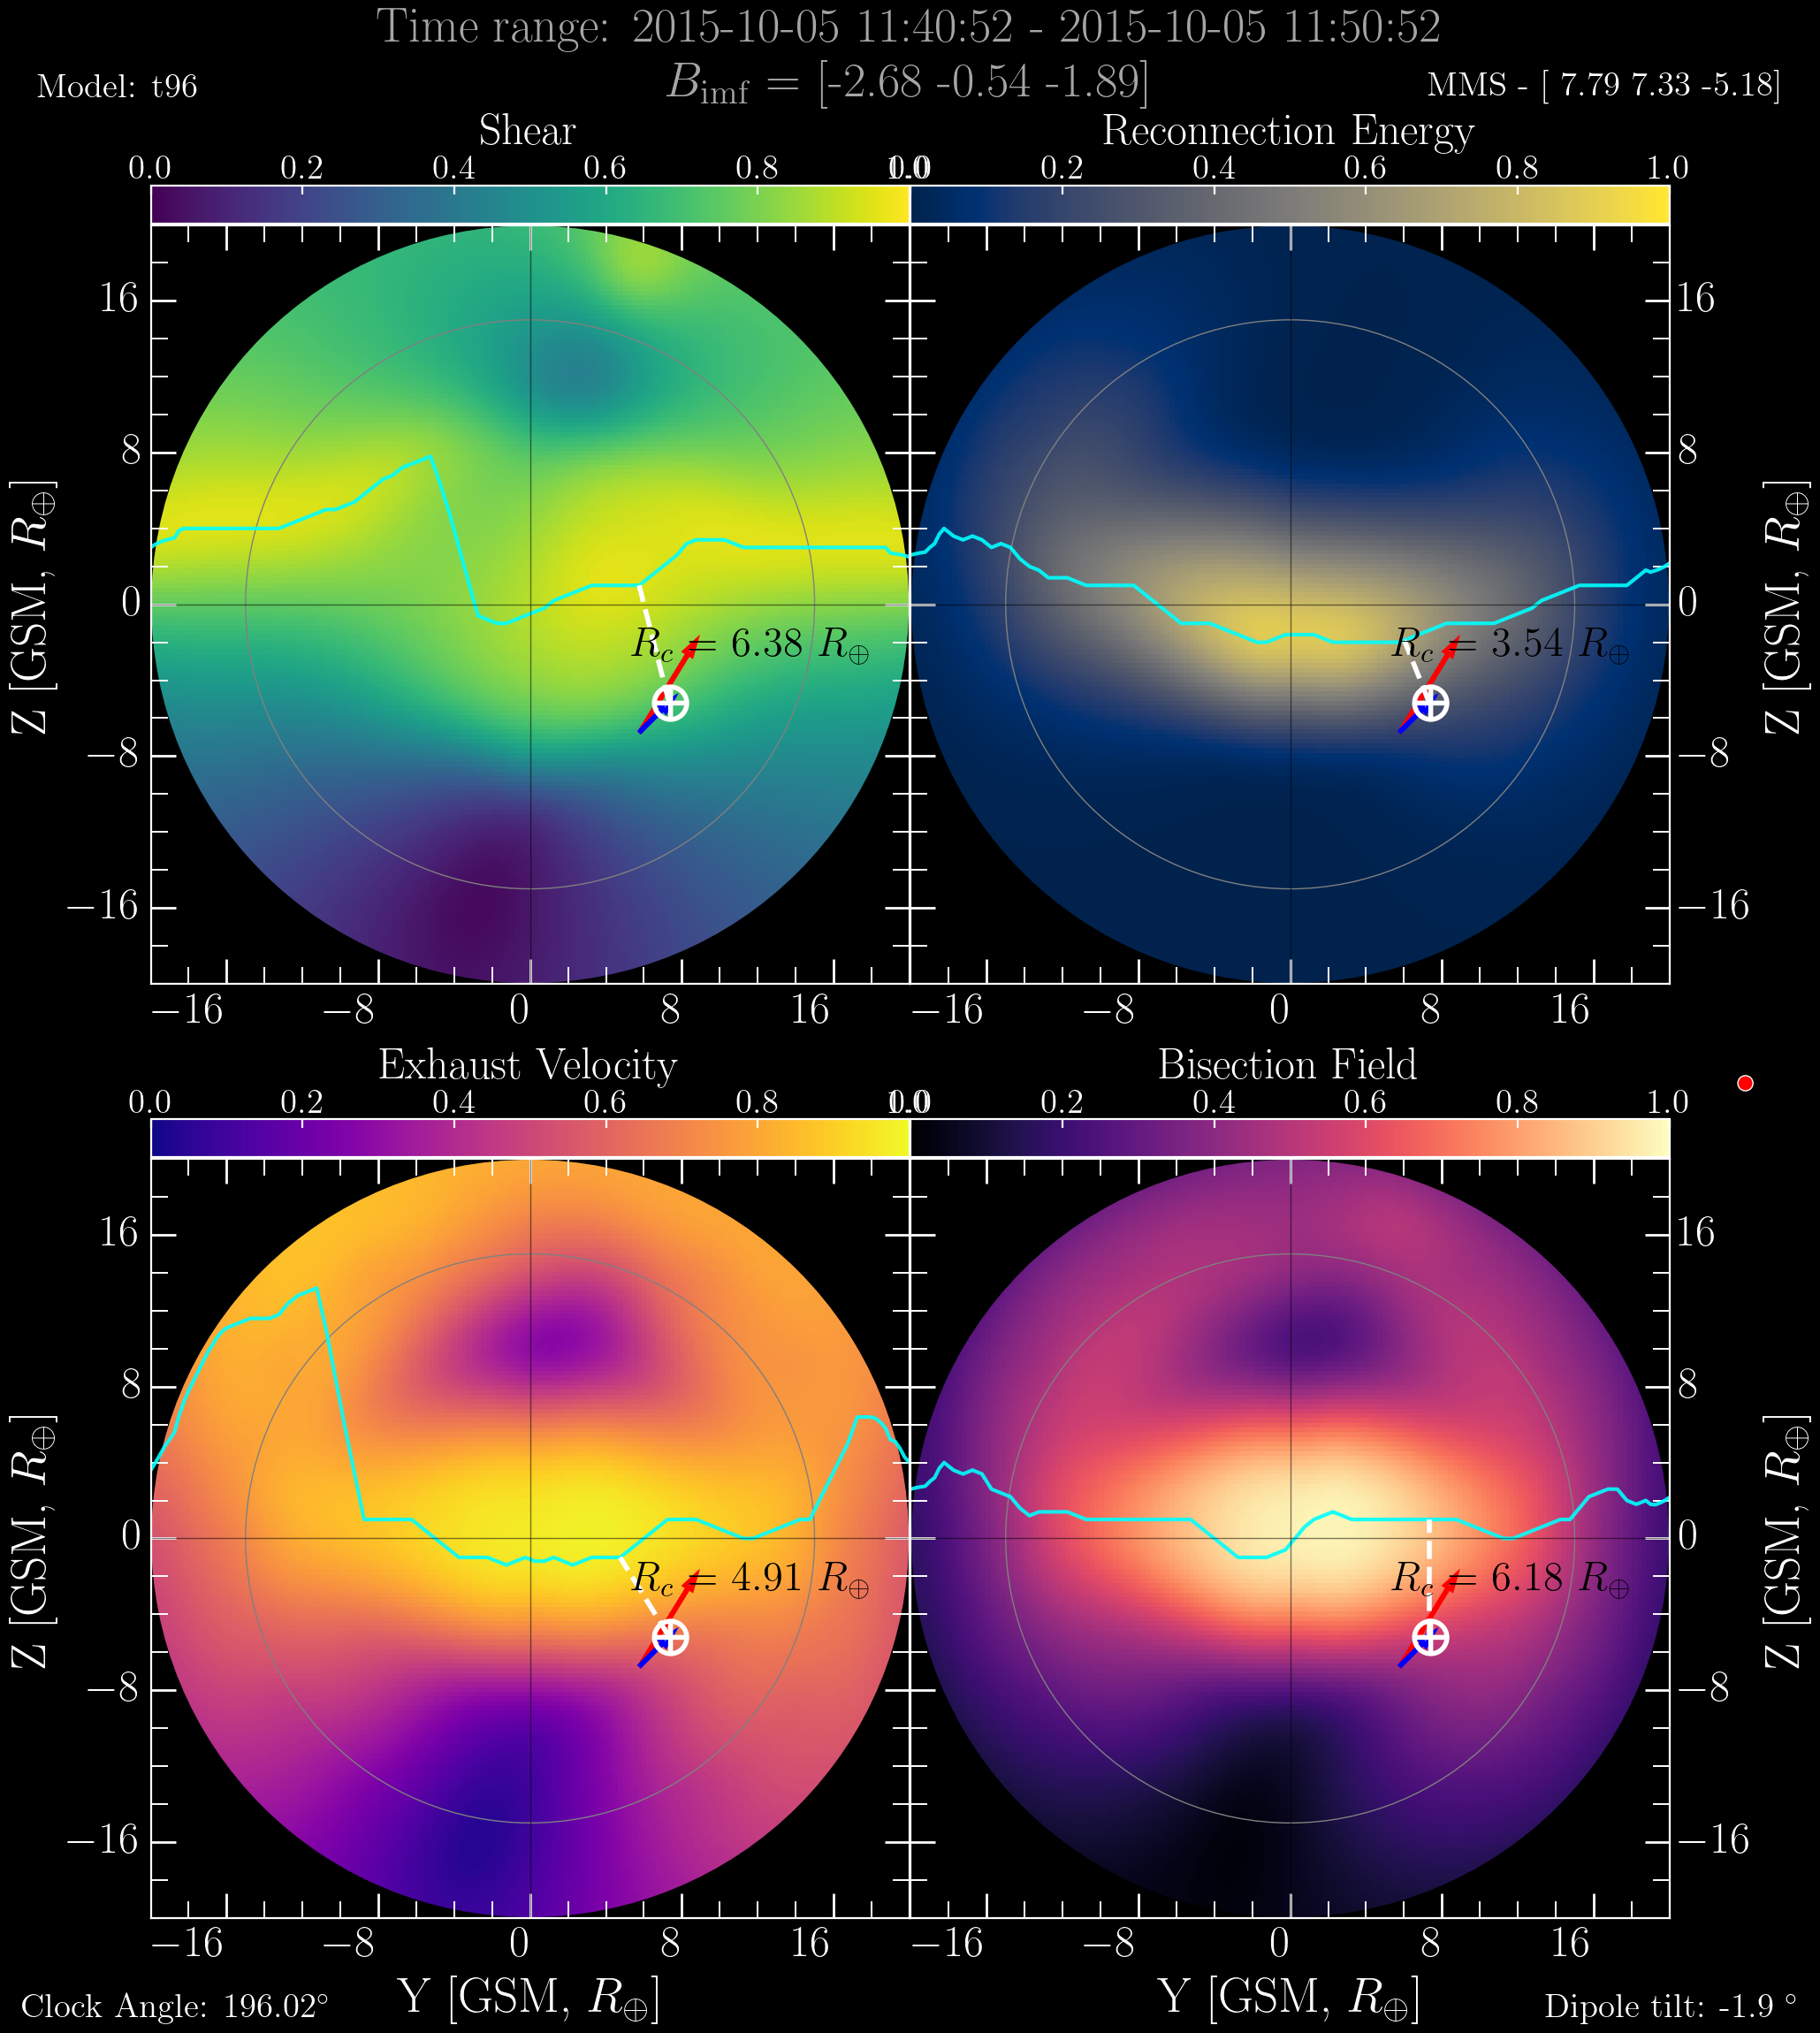 Time range: 2015-10-05 11:40:52 - 2015-10-05 11:50:52
Model: t96
B_imf = [-2.68 -0.54 -1.89]
MMS - [ 7.79 7.33 -5.18]
Shear
Reconnection Energy
0.0 0.2 0.4 0.6 0.8 1.0
0.0 0.2 0.4 0.6 0.8 1.0
16
8
0
−8
−16
Z [GSM, R⊕]
R_c = 6.38 R⊕
R_c = 3.54 R⊕
16
8
0
−8
−16
Z [GSM, R⊕]
−16 −8 0 8 16
−16 −8 0 8 16
Exhaust Velocity
Bisection Field
0.0 0.2 0.4 0.6 0.8 1.0
0.0 0.2 0.4 0.6 0.8 1.0
16
8
0
−8
−16
Z [GSM, R⊕]
R_c = 4.91 R⊕
R_c = 6.18 R⊕
16
8
0
−8
−16
Z [GSM, R⊕]
−16 −8 0 8 16
−16 −8 0 8 16
Y [GSM, R⊕]
Y [GSM, R⊕]
Clock Angle: 196.02°
Dipole tilt: -1.9 °